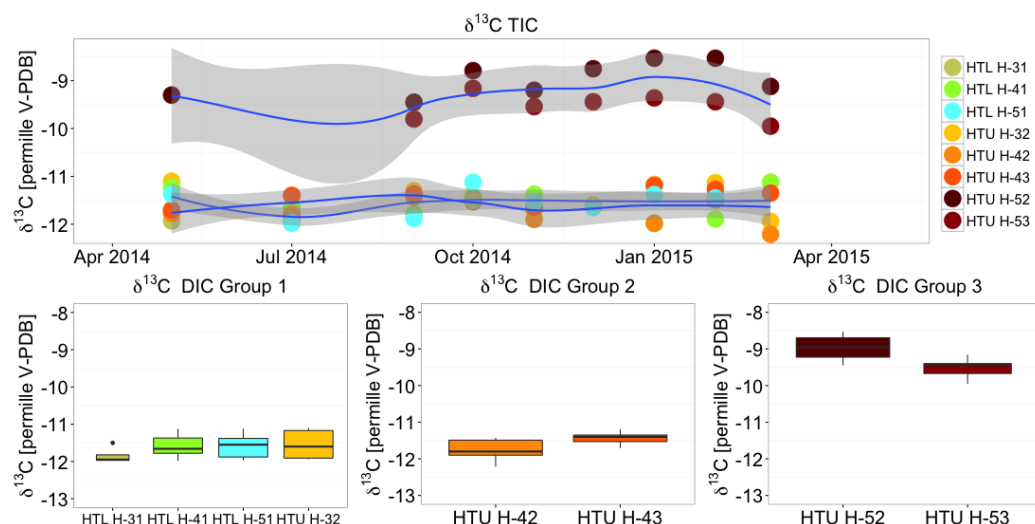 δ¹³C TIC
δ¹³C [permille V-PDB]
-9
-10
-11
-12
Apr 2014
Jul 2014
Oct 2014
Jan 2015
Apr 2015
HTL H-31
HTL H-41
HTL H-51
HTU H-32
HTU H-42
HTU H-43
HTU H-52
HTU H-53
δ¹³C DIC Group 1
δ¹³C [permille V-PDB]
-8
-9
-10
-11
-12
-13
HTL H-31 HTL H-41 HTL H-51 HTU H-32
δ¹³C DIC Group 2
δ¹³C [permille V-PDB]
-8
-9
-10
-11
-12
-13
HTU H-42 HTU H-43
δ¹³C DIC Group 3
δ¹³C [permille V-PDB]
-8
-9
-10
-11
-12
-13
HTU H-52 HTU H-53